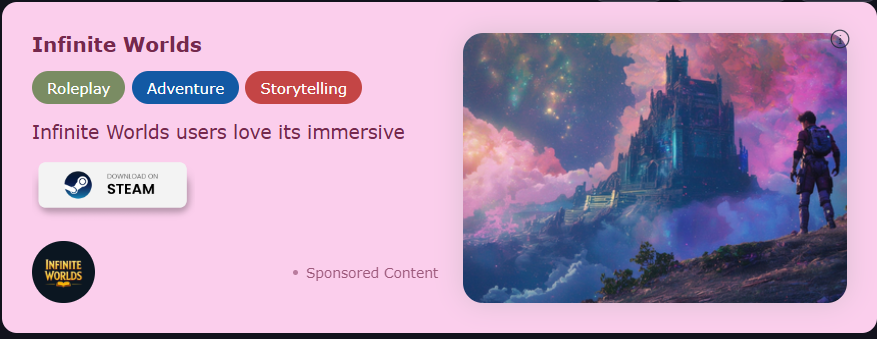 Infinite Worlds
Roleplay Adventure Storytelling
Infinite Worlds users love its immersive
DOWNLOAD ON
STEAM
INFINITE
WORLDS
• Sponsored Content